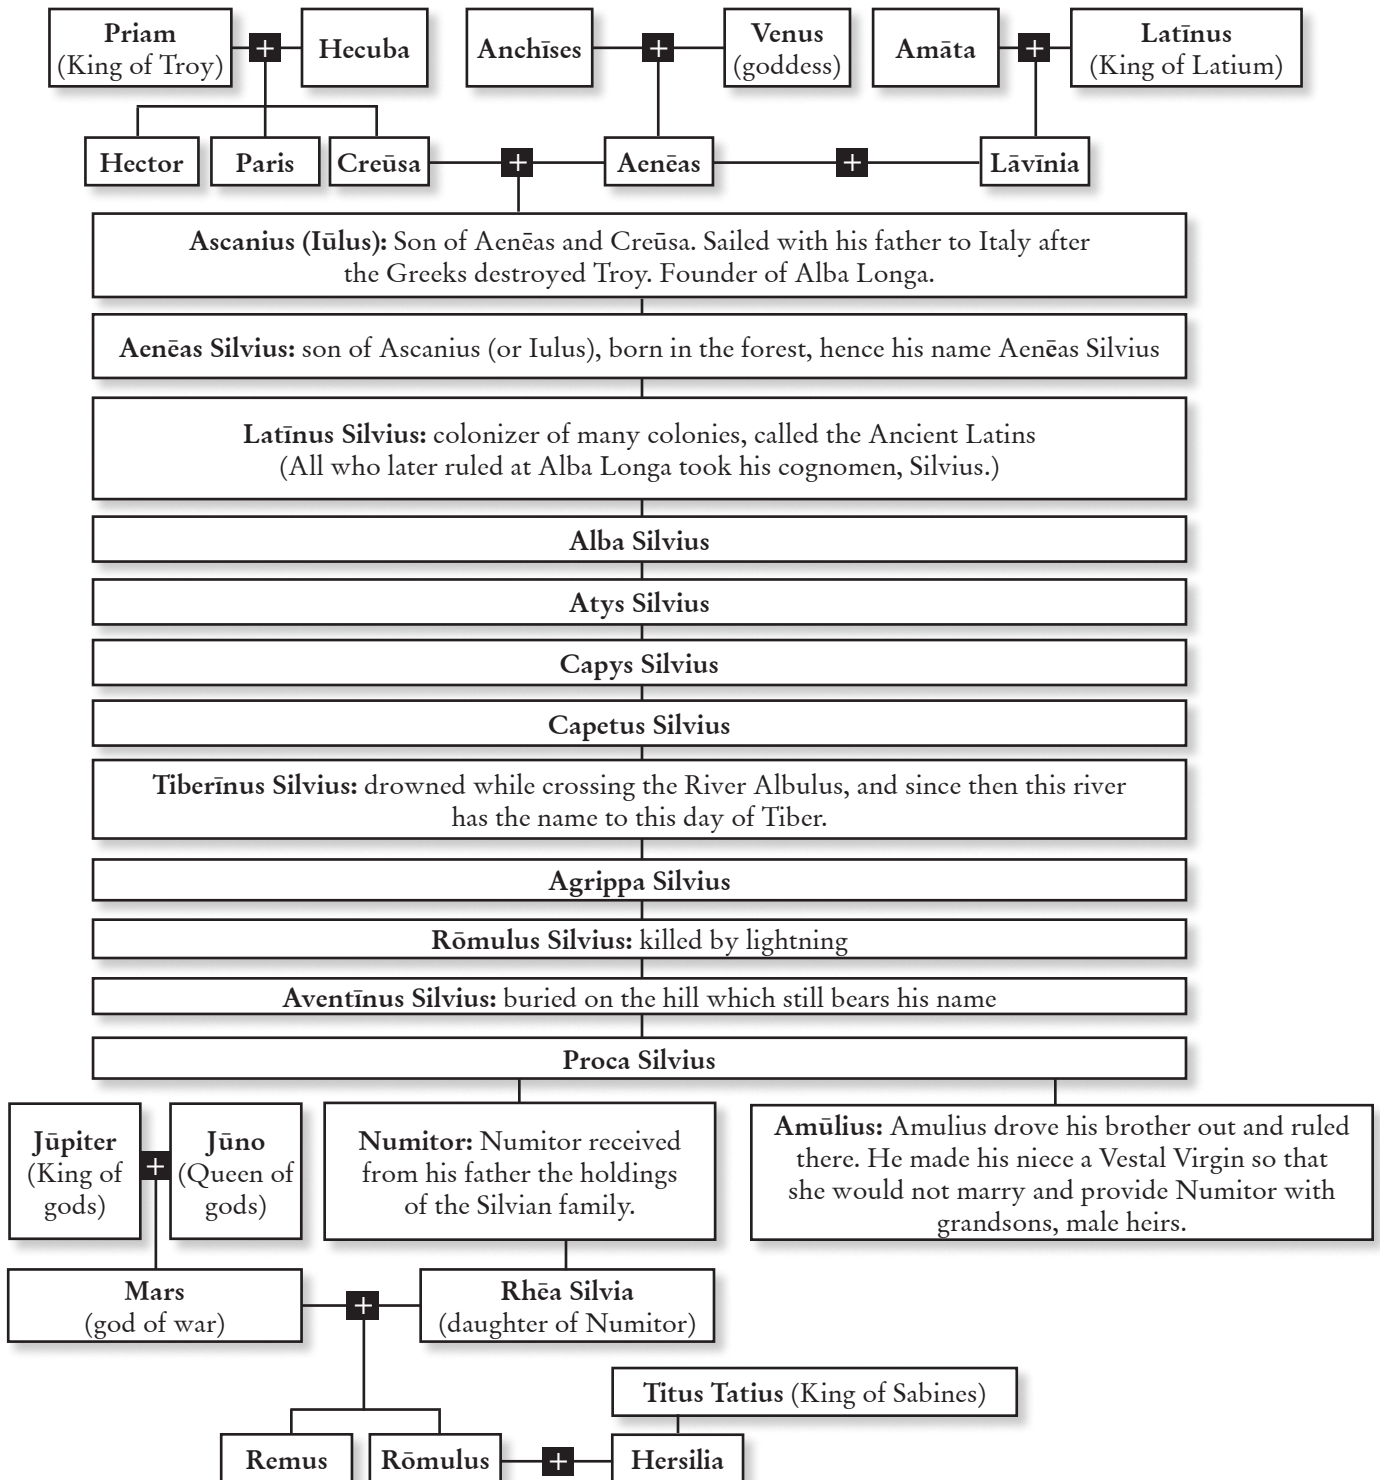 Priam
(King of Troy)
+
Hecuba
Anchīses
+
Venus
(goddess)
Amāta
+
Latīnus
(King of Latium)
Hector
Paris
Creūsa
+
Aenēas
+
Lāvīnia
Ascanius (Iūlus): Son of Aenēas and Creūsa. Sailed with his father to Italy after
the Greeks destroyed Troy. Founder of Alba Longa.
Aenēas Silvius: son of Ascanius (or Iulus), born in the forest, hence his name Aenēas Silvius
Latīnus Silvius: colonizer of many colonies, called the Ancient Latins
(All who later ruled at Alba Longa took his cognomen, Silvius.)
Alba Silvius
Atys Silvius
Capys Silvius
Capetus Silvius
Tiberīnus Silvius: drowned while crossing the River Albulus, and since then this river
has the name to this day of Tiber.
Agrippa Silvius
Rōmulus Silvius: killed by lightning
Aventīnus Silvius: buried on the hill which still bears his name
Proca Silvius
Jūpiter
(King of
gods)
+
Jūno
(Queen of
gods)
Numitor: Numitor received
from his father the holdings
of the Silvian family.
Amūlius: Amulius drove his brother out and ruled
there. He made his niece a Vestal Virgin so that
she would not marry and provide Numitor with
grandsons, male heirs.
Mars
(god of war)
+
Rhēa Silvia
(daughter of Numitor)
Titus Tatius (King of Sabines)
Remus
Rōmulus
+
Hersilia